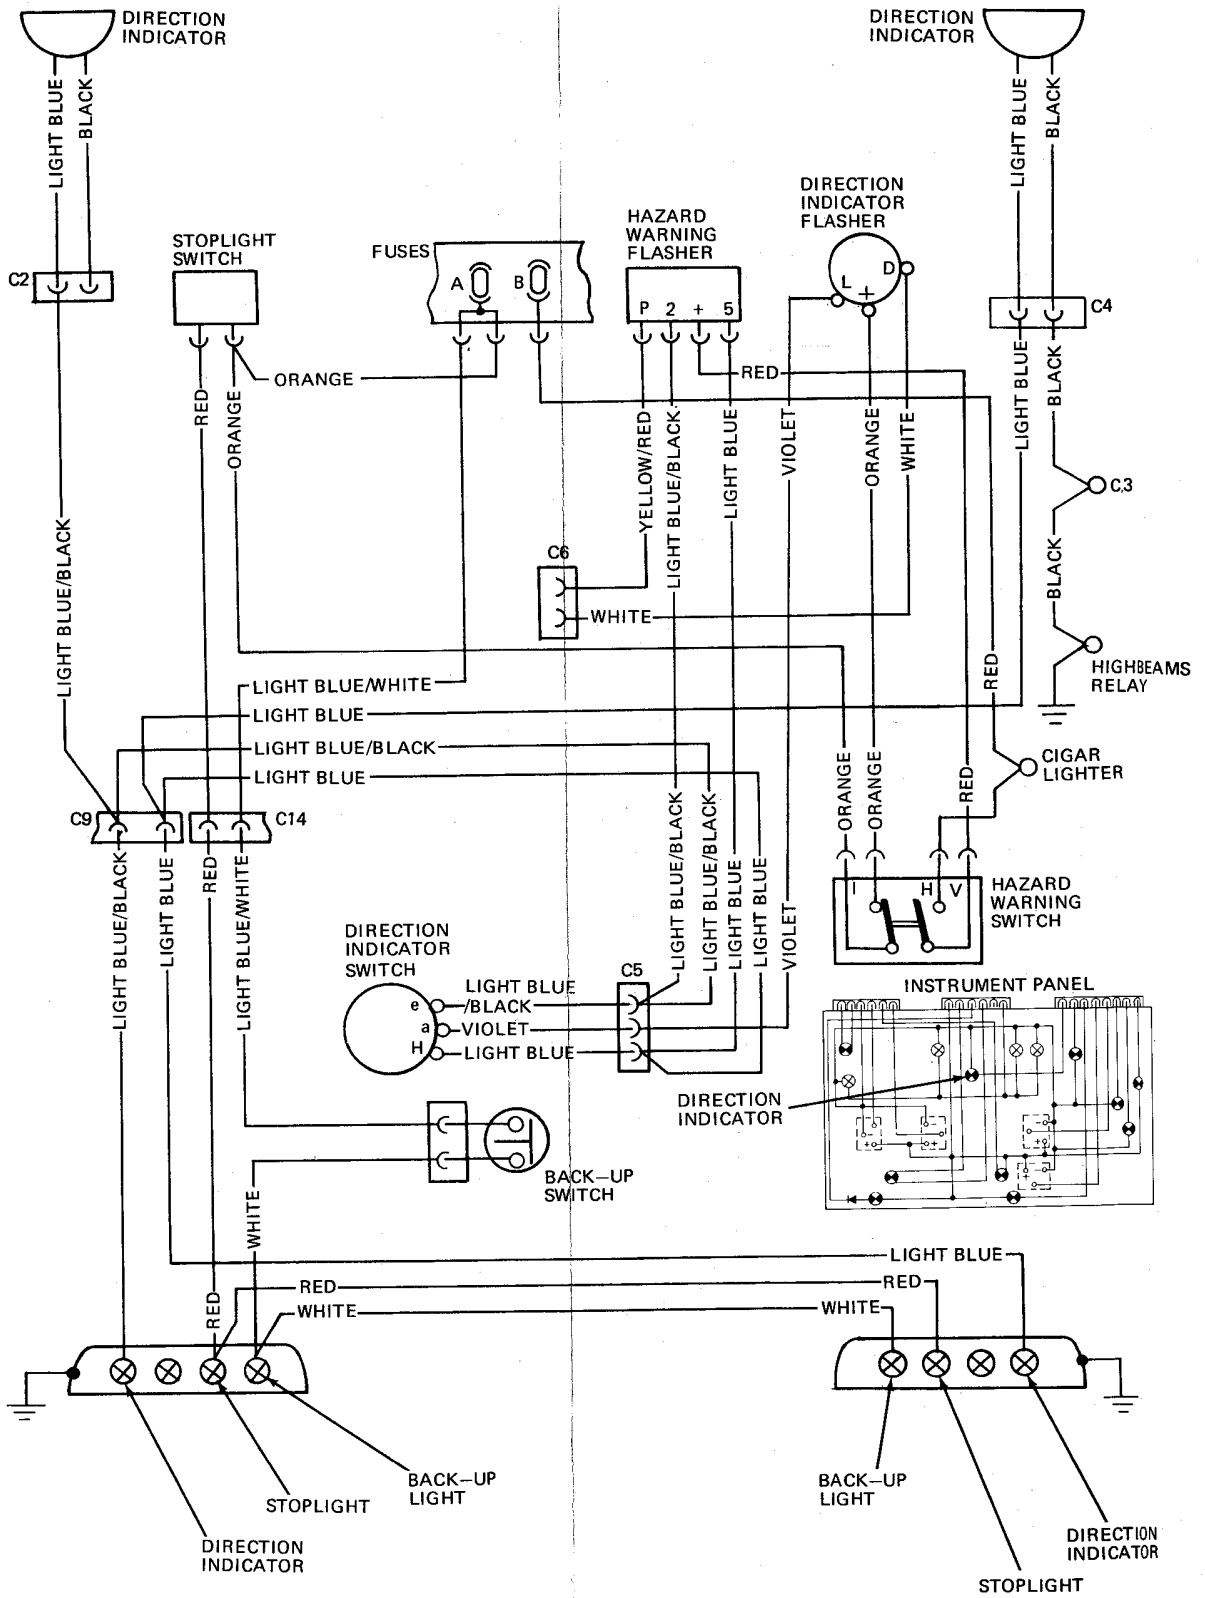 DIRECTION
INDICATOR
DIRECTION
INDICATOR
LIGHT BLUE
BLACK
LIGHT BLUE
BLACK
DIRECTION
INDICATOR
FLASHER
HAZARD
WARNING
FLASHER
STOPLIGHT
SWITCH
FUSES
A
B
C2
L
D
+
P 2 + 5
C4
RED
ORANGE
RED
ORANGE
YELLOW/RED
LIGHT BLUE/BLACK
LIGHT BLUE
VIOLET
ORANGE
WHITE
LIGHT BLUE
BLACK
C3
LIGHT BLUE/BLACK
C6
WHITE
BLACK
HIGHBEAMS
RELAY
RED
LIGHT BLUE/WHITE
LIGHT BLUE
LIGHT BLUE/BLACK
LIGHT BLUE
CIGAR
LIGHTER
ORANGE
ORANGE
RED
C9
C14
LIGHT BLUE/BLACK
LIGHT BLUE
RED
LIGHT BLUE/WHITE
LIGHT BLUE/BLACK
LIGHT BLUE/BLACK
LIGHT BLUE
LIGHT BLUE
VIOLET
I
H V
HAZARD
WARNING
SWITCH
DIRECTION
INDICATOR
SWITCH
C5
INSTRUMENT PANEL
e
LIGHT BLUE
/BLACK
a
VIOLET
H
LIGHT BLUE
DIRECTION
INDICATOR
BACK-UP
SWITCH
WHITE
LIGHT BLUE
RED
RED
RED
WHITE
WHITE
BACK-UP
LIGHT
STOPLIGHT
DIRECTION
INDICATOR
BACK-UP
LIGHT
DIRECTION
INDICATOR
STOPLIGHT